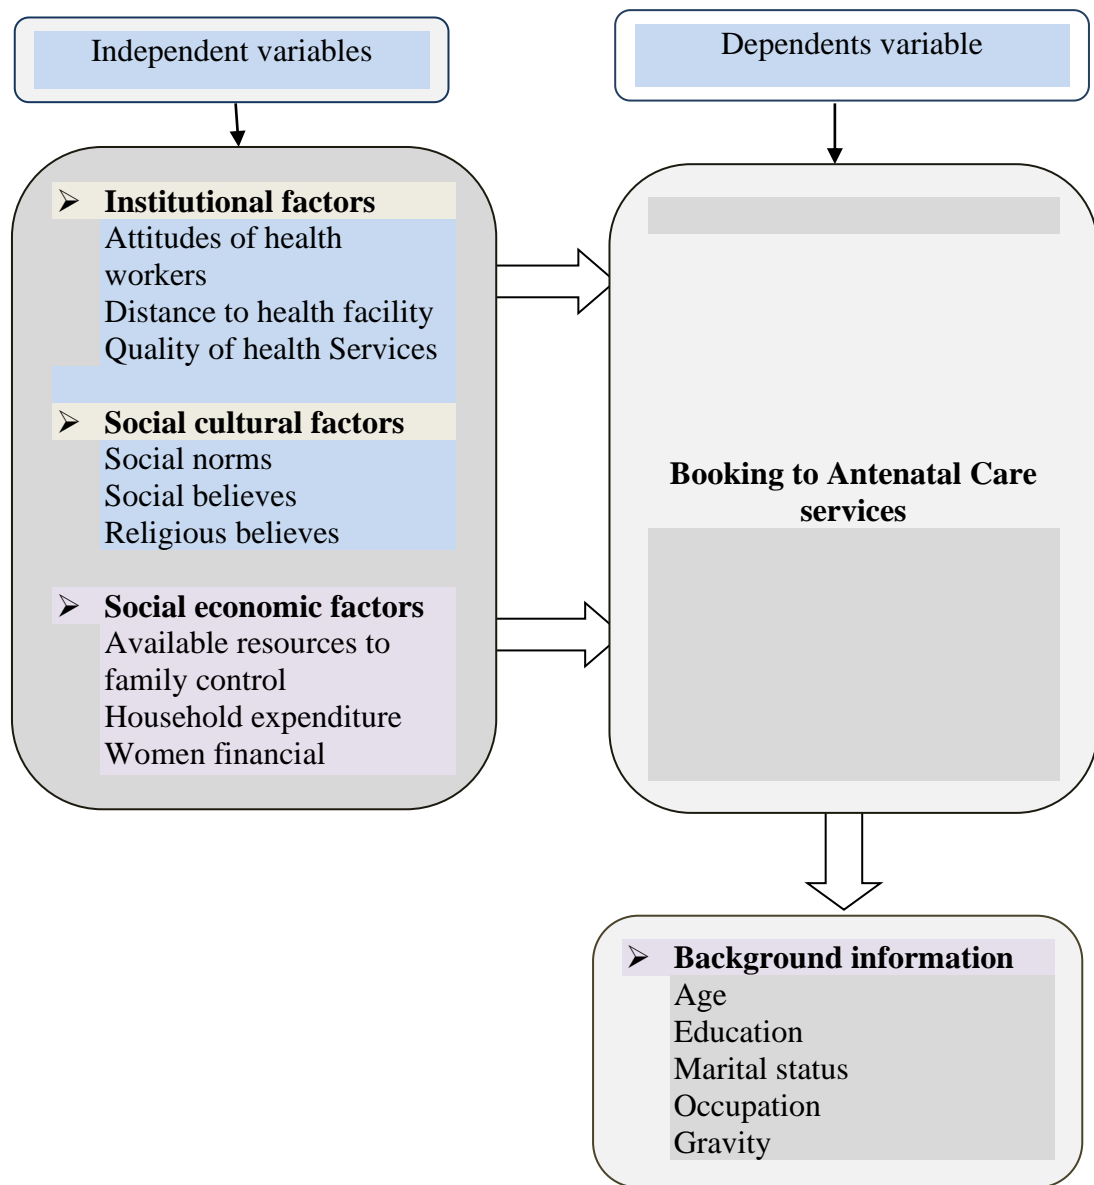 Independent variables
Dependents variable
➢ Institutional factors
Attitudes of health
workers
Distance to health facility
Quality of health Services
➢ Social cultural factors
Social norms
Social believes
Religious believes
➢ Social economic factors
Available resources to
family control
Household expenditure
Women financial
Booking to Antenatal Care
services
➢ Background information
Age
Education
Marital status
Occupation
Gravity